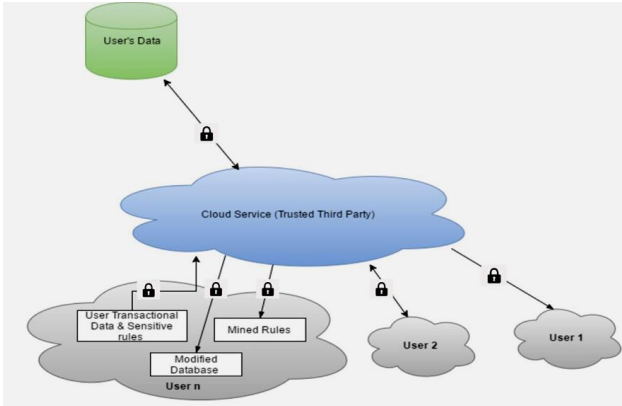 User's Data
Cloud Service (Trusted Third Party)
User Transactional
Data & Sensitive
rules
Mined Rules
Modified
Database
User n
User 2
User 1